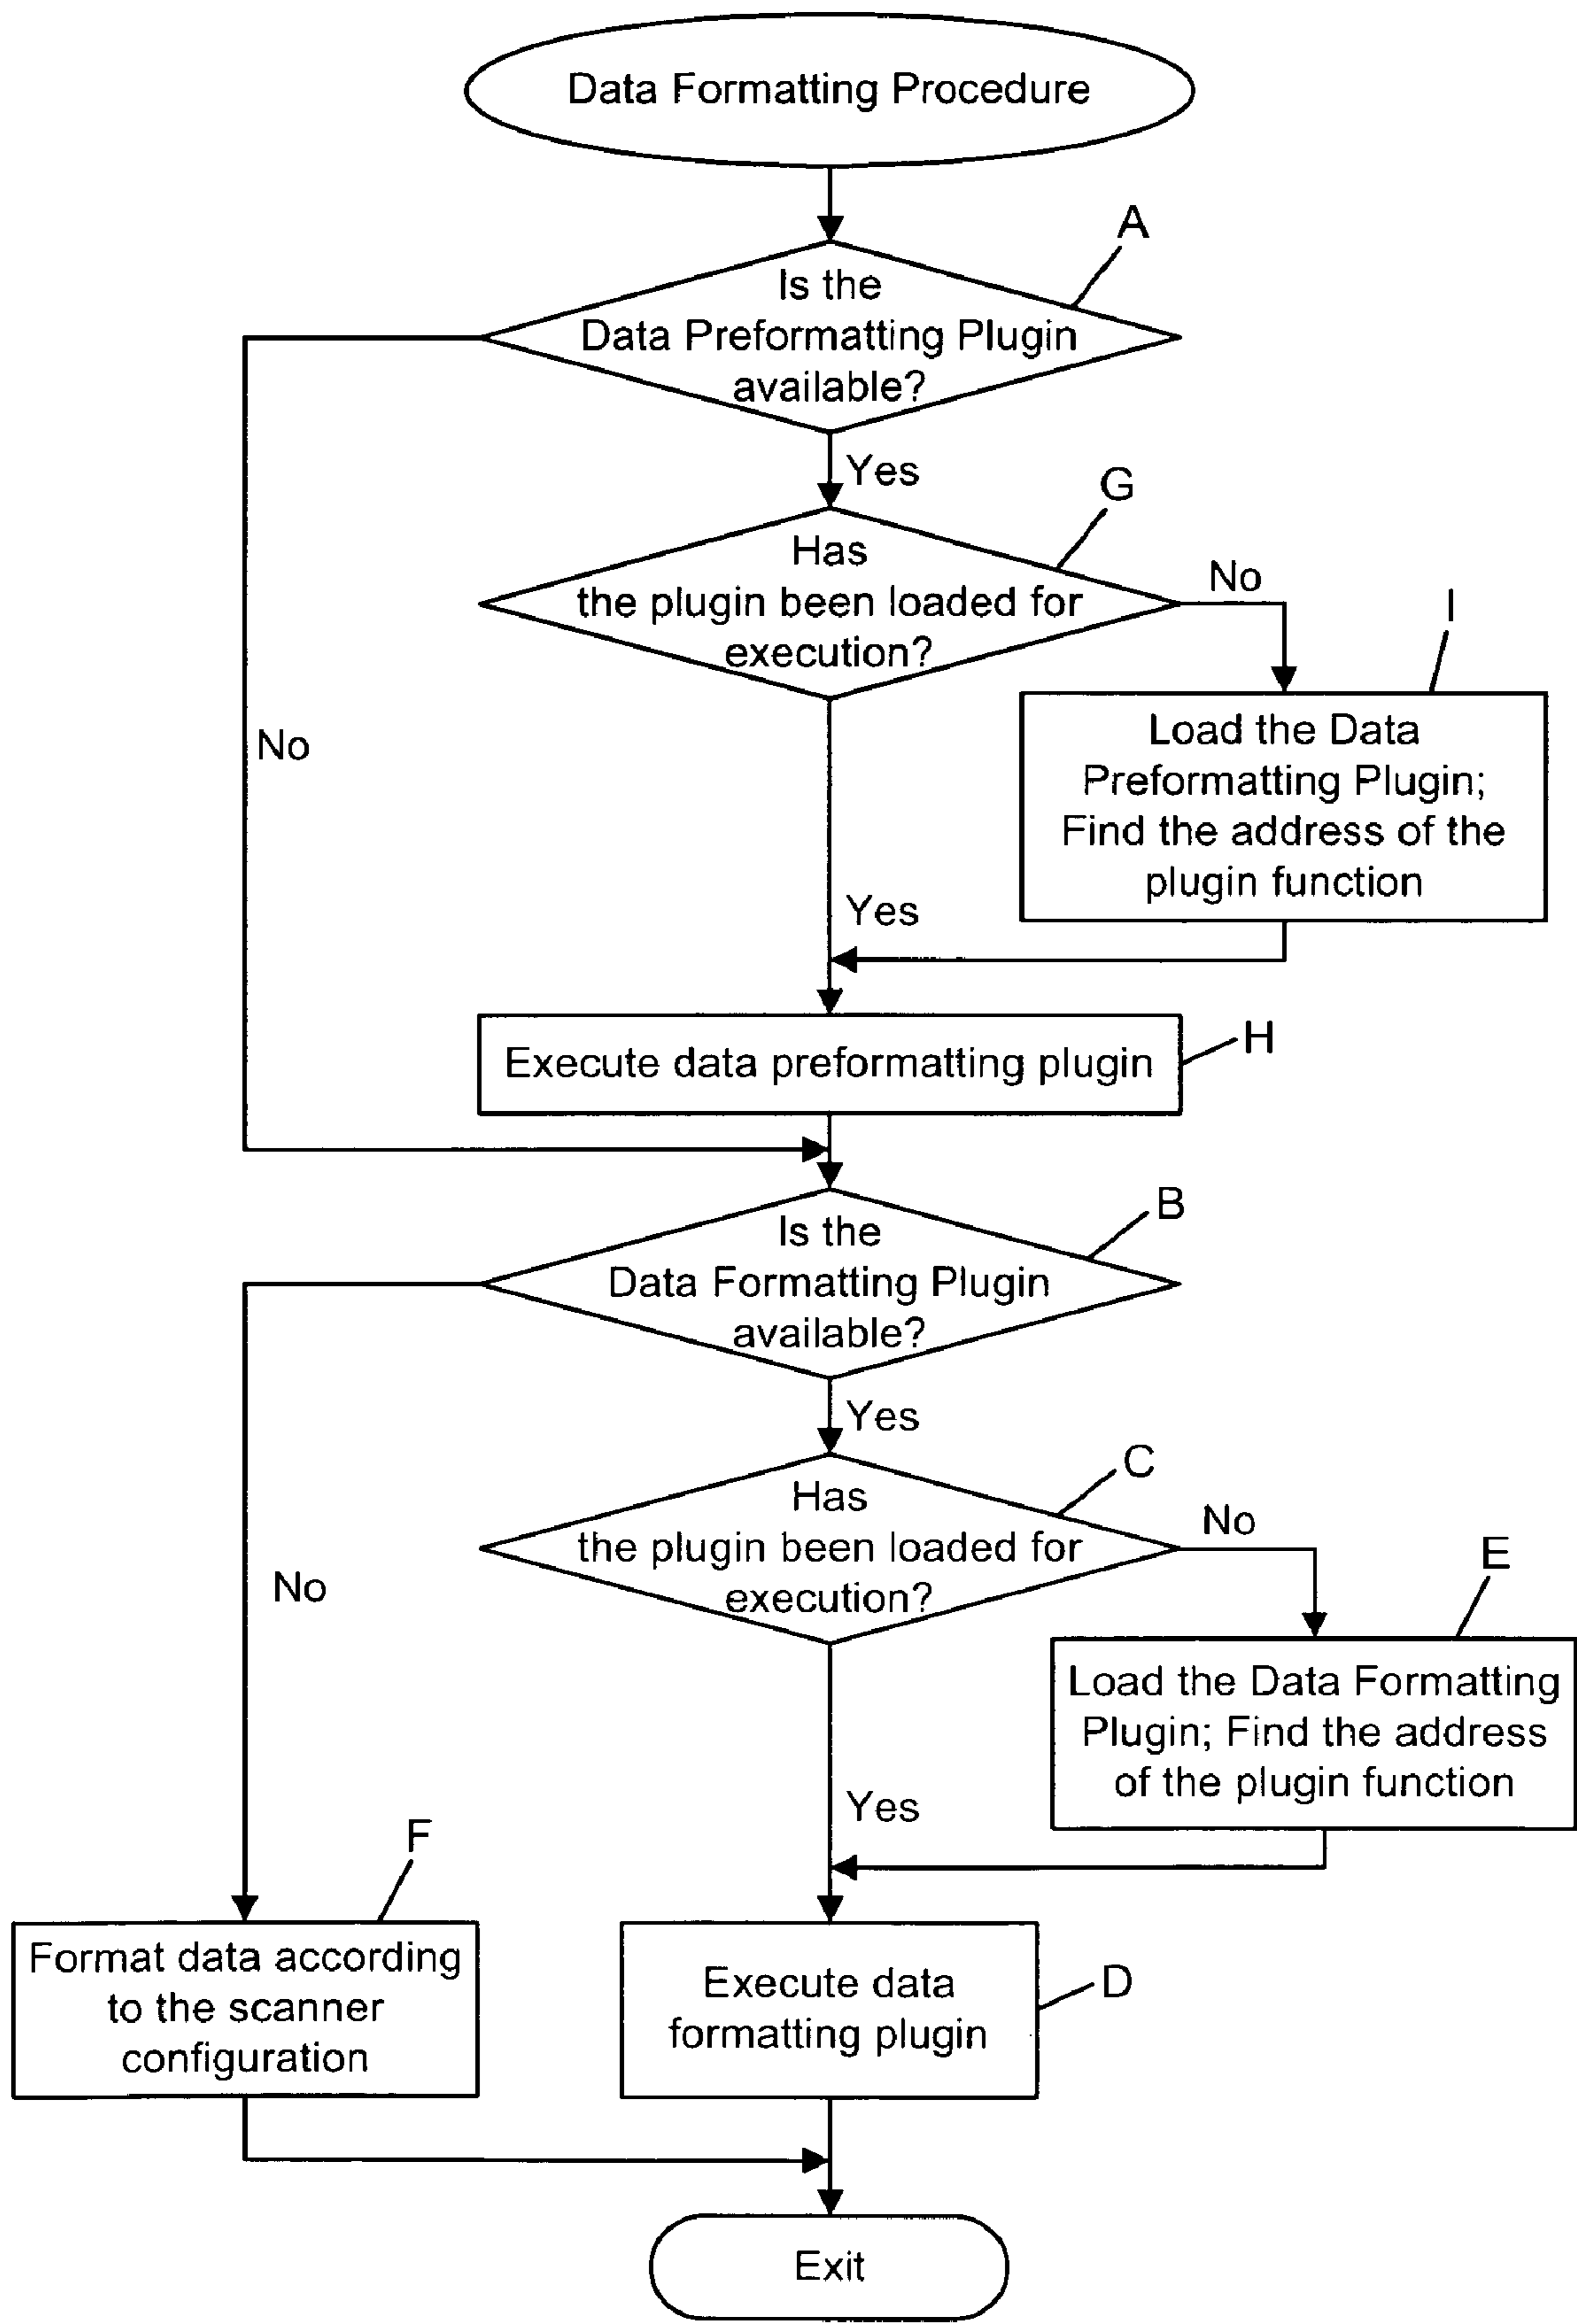 Data Formatting Procedure
A
Is the
Data Preformatting Plugin
available?
Yes
G
Has
the plugin been loaded for
execution?
No
I
Load the Data
Preformatting Plugin;
Find the address of the
plugin function
No
Yes
Execute data preformatting plugin
H
B
Is the
Data Formatting Plugin
available?
Yes
C
Has
the plugin been loaded for
execution?
No
E
Load the Data Formatting
Plugin; Find the address
of the plugin function
No
Yes
F
Format data according
to the scanner
configuration
Execute data
formatting plugin
D
Exit